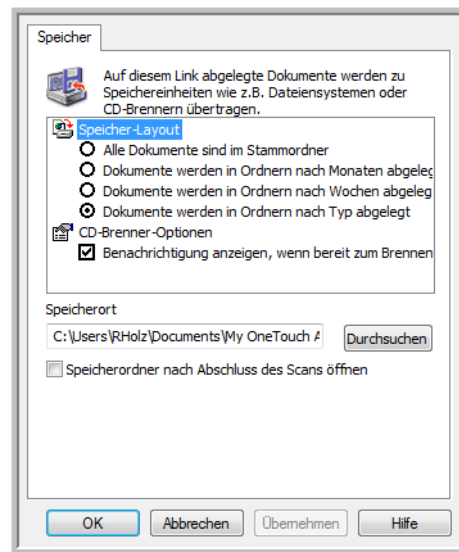 Speicher
Auf diesem Link abgelegte Dokumente werden zu
Speichereinheiten wie z.B. Dateiensystemen oder
CD-Brennern übertragen.
Speicher-Layout
Alle Dokumente sind im Stammordner
Dokumente werden in Ordnern nach Monaten abgeleg
Dokumente werden in Ordnern nach Wochen abgeleg
Dokumente werden in Ordnern nach Typ abgelegt
CD-Brenner-Optionen
Benachrichtigung anzeigen, wenn bereit zum Brennen
Speicherort
C:\Users\RHolz\Documents\My OneTouch A
Durchsuchen
Speicherordner nach Abschluss des Scans öffnen
OK Abbrechen Übernehmen Hilfe